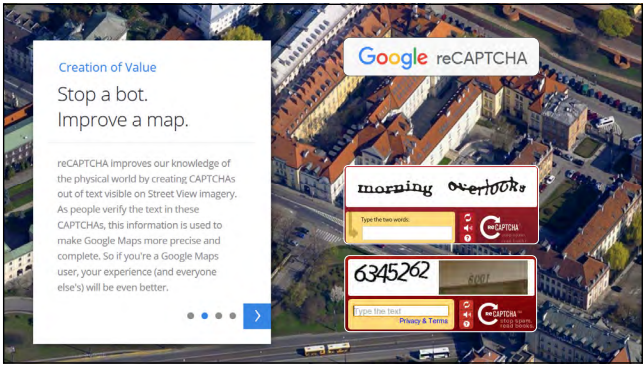 Creation of Value
Stop a bot.
Improve a map.
reCAPTCHA improves our knowledge of
the physical world by creating CAPTCHAs
out of text visible on Street View imagery.
As people verify the text in these
CAPTCHAs, this information is used to
make Google Maps more precise and
complete. So if you're a Google Maps
user, your experience (and everyone
else's) will be even better.
Google reCAPTCHA
morning overlooks
Type the two words:
reCAPTCHA™
6345262
Type the text
Privacy & Terms
reCAPTCHA™
stop spam.
read books.